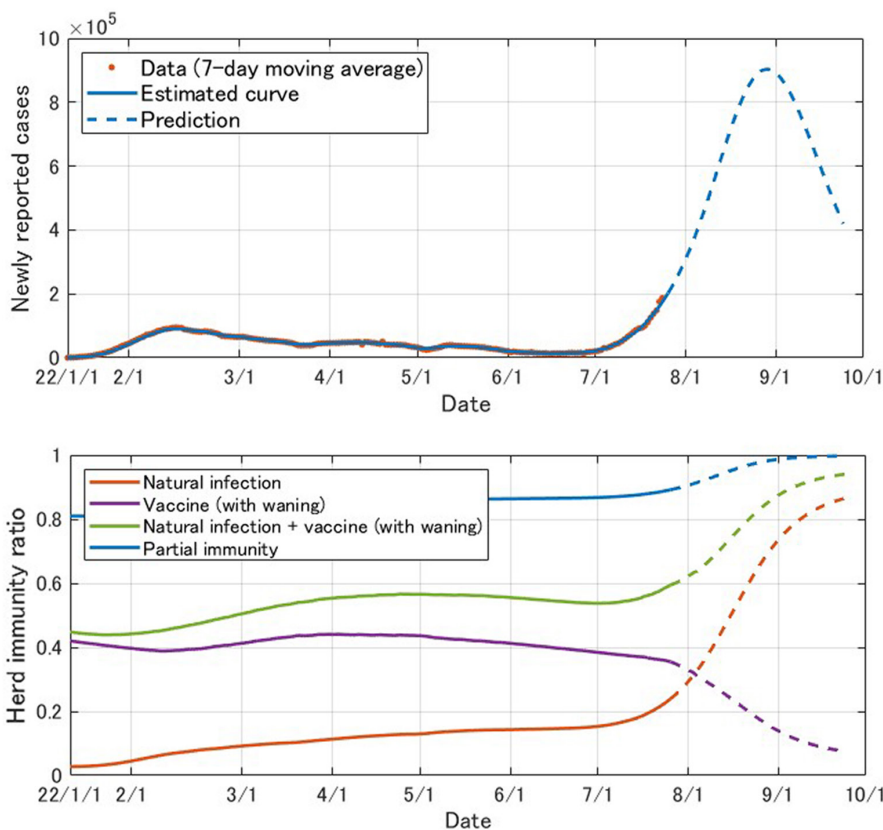 ×10⁵
10
8
6
4
2
0
Newly reported cases
Data (7-day moving average)
Estimated curve
Prediction
22/1/1 2/1 3/1 4/1 5/1 6/1 7/1 8/1 9/1 10/1
Date
1
0.8
0.6
0.4
0.2
0
Herd immunity ratio
Natural infection
Vaccine (with waning)
Natural infection + vaccine (with waning)
Partial immunity
22/1/1 2/1 3/1 4/1 5/1 6/1 7/1 8/1 9/1 10/1
Date